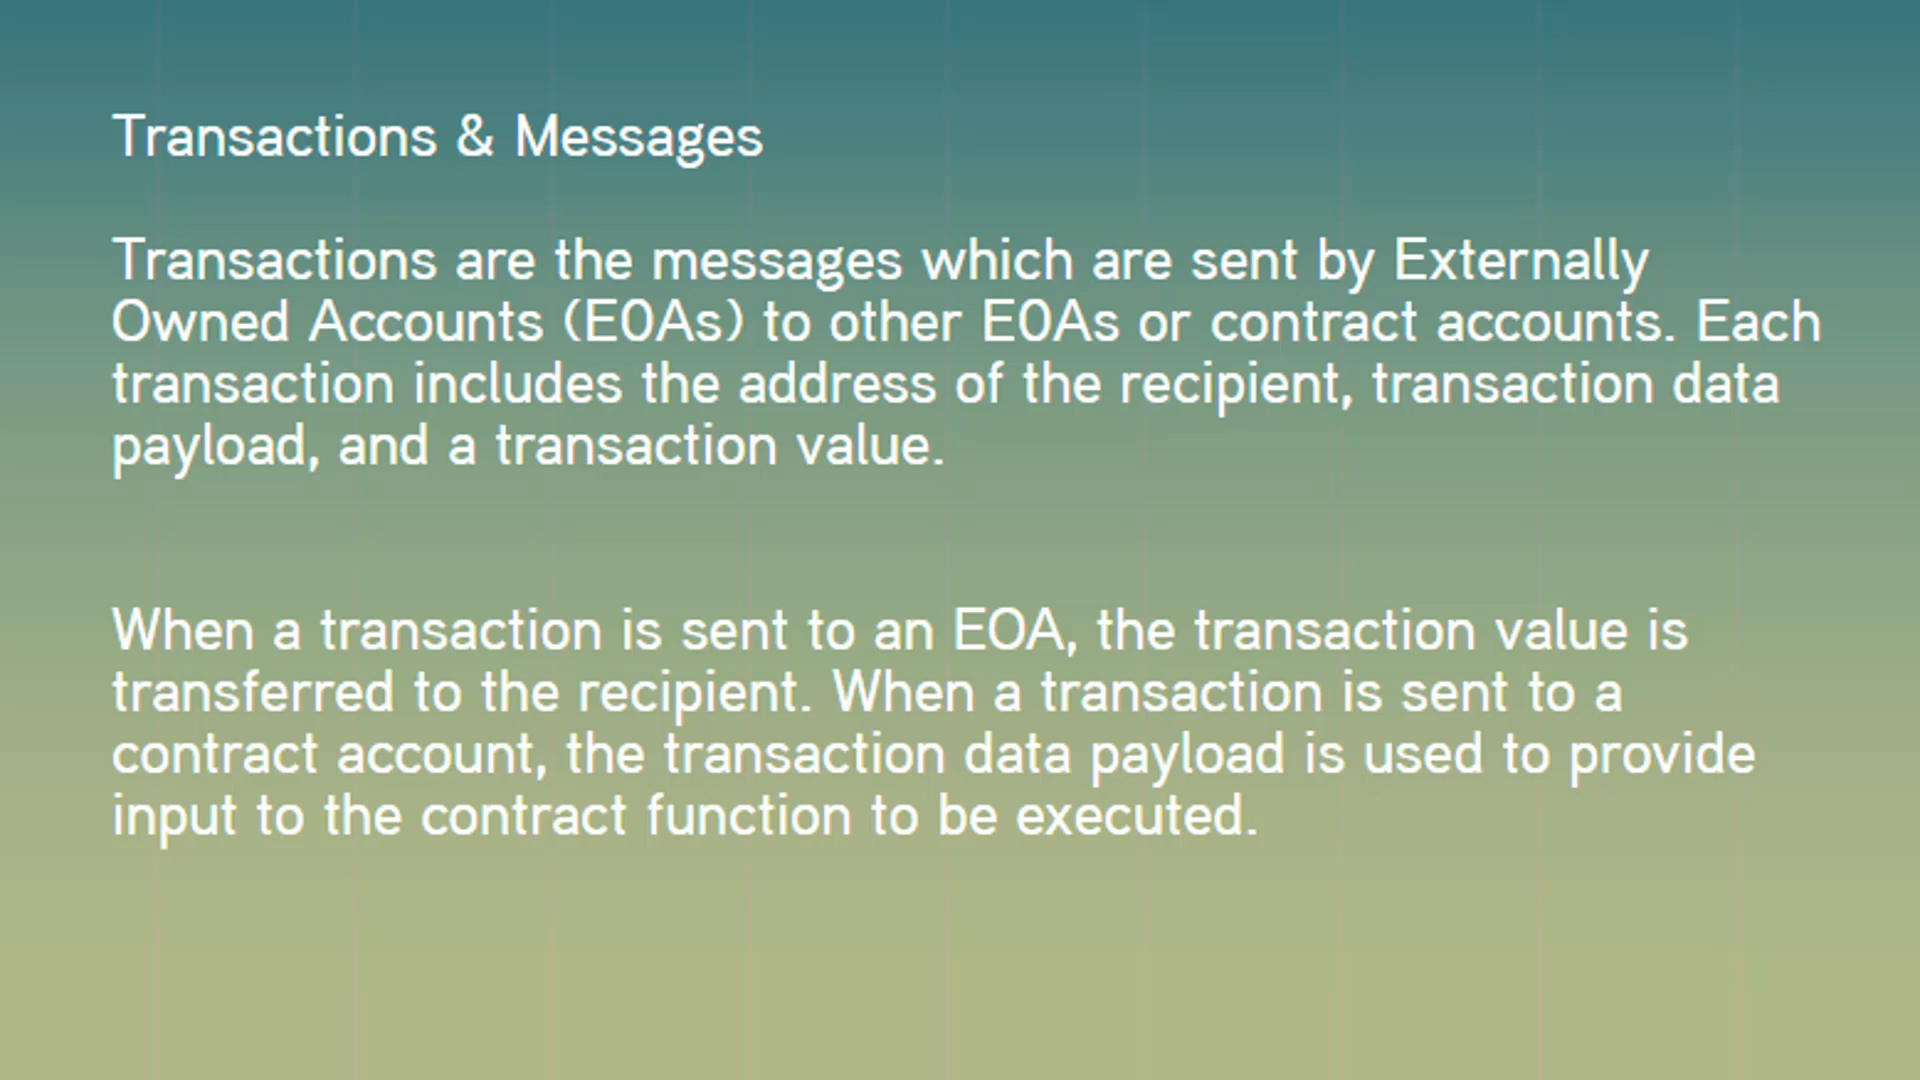 Transactions & Messages
Transactions are the messages which are sent by Externally
Owned Accounts (E0As) to other E0As or contract accounts. Each
transaction includes the address of the recipient, transaction data
payload, and a transaction value.
When a transaction is sent to an EOA, the transaction value is
transferred to the recipient. When a transaction is sent to a
contract account, the transaction data payload is used to provide
input to the contract function to be executed.